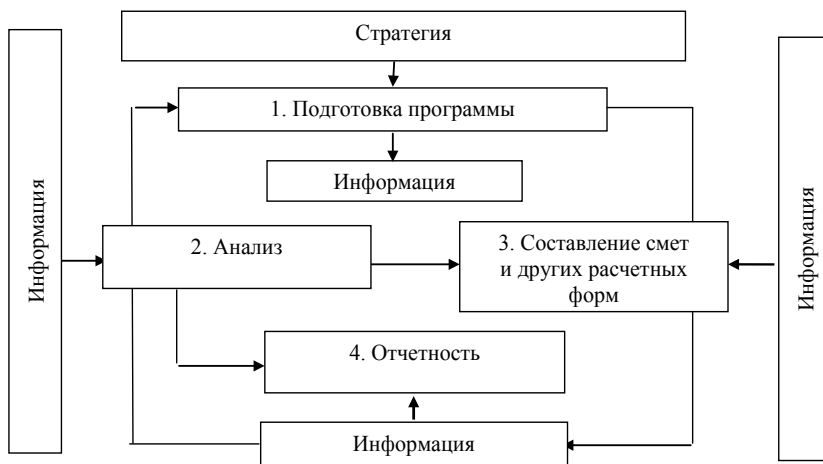 Стратегия
1. Подготовка программы
Информация
Информация
2. Анализ
3. Составление смет
и других расчетных
форм
Информация
4. Отчетность
Информация